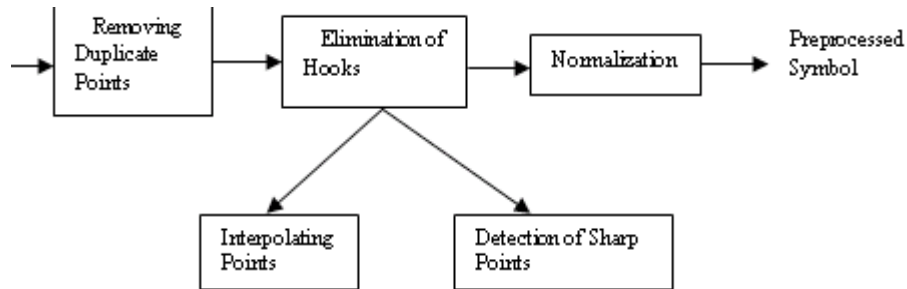 Removing
Duplicate
Points
Elimination of
Hooks
Normalization
Preprocessed
Symbol
Interpolating
Points
Detection of Sharp
Points